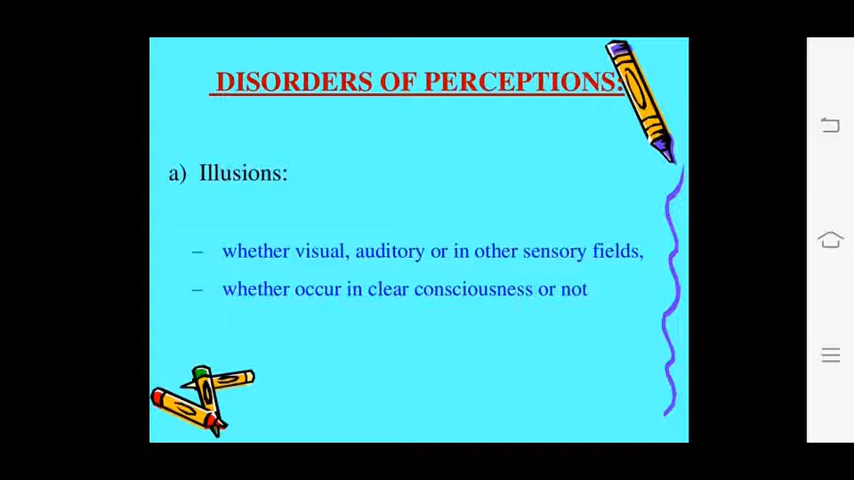 DISORDERS OF PERCEPTIONS:
a) Illusions:
– whether visual, auditory or in other sensory fields,
– whether occur in clear consciousness or not